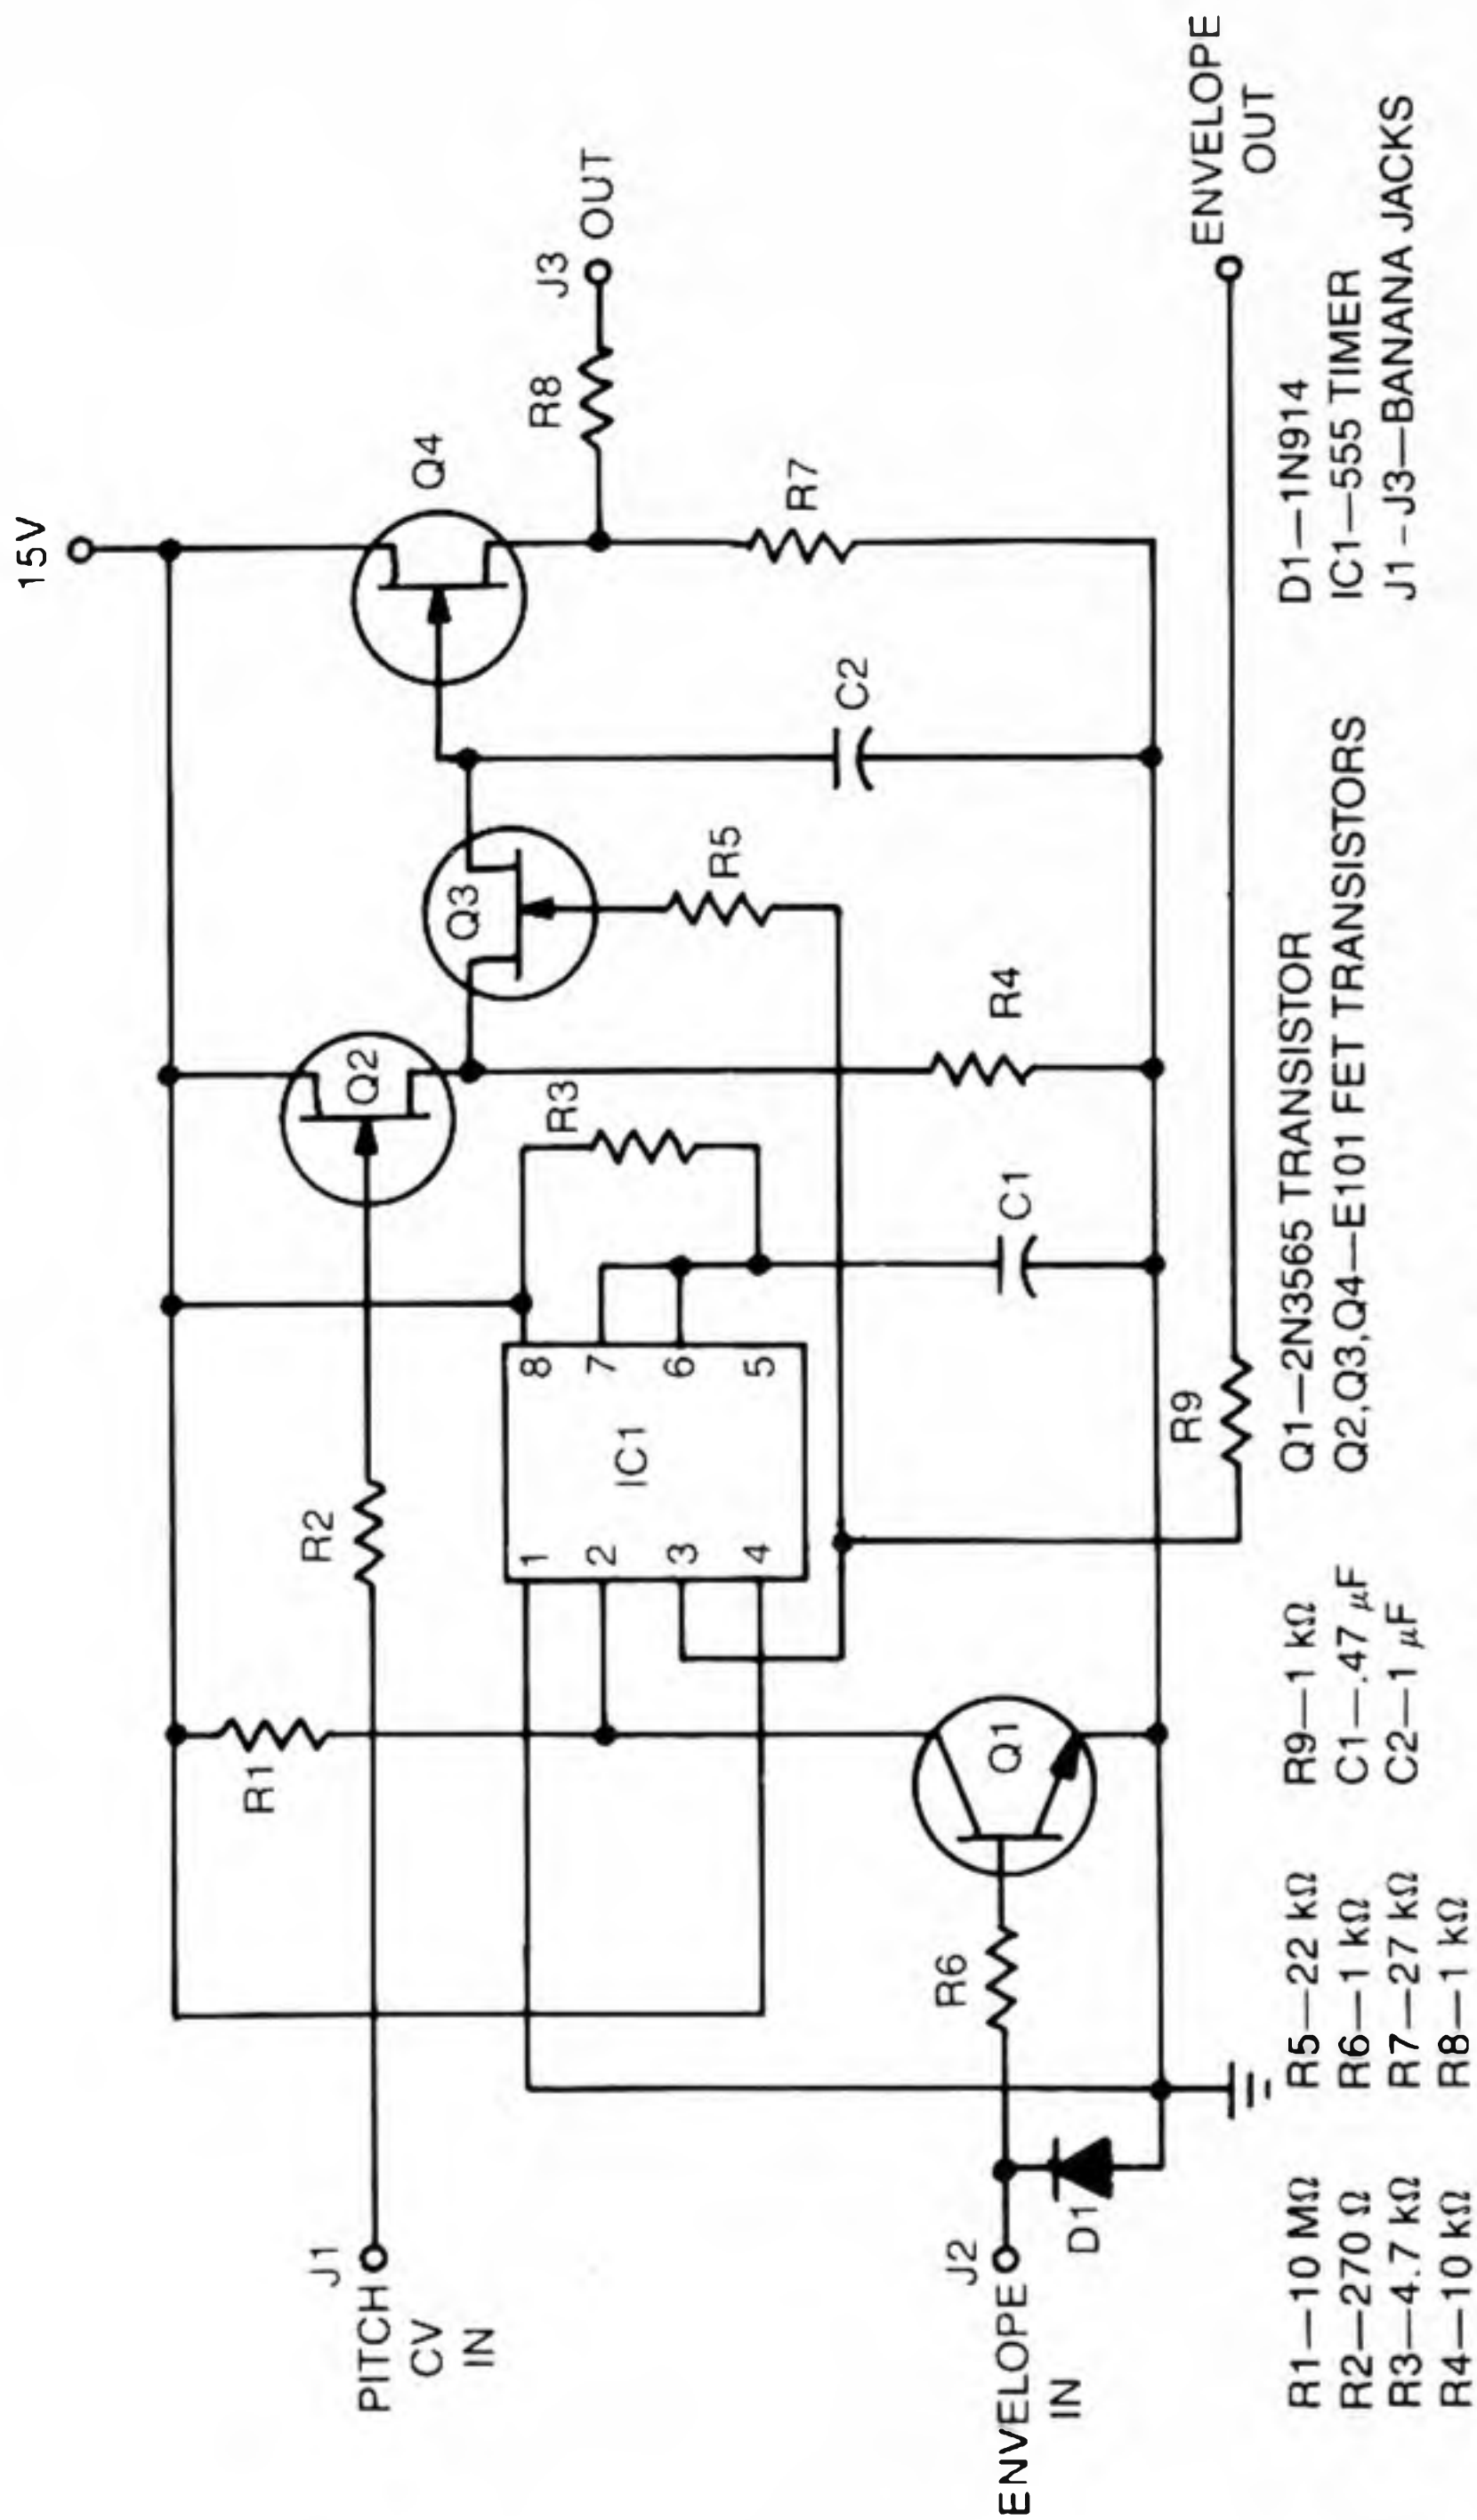 15V
J1
PITCH
CV
IN
R1
R2
Q2
Q3
Q4
R3
R8
J3
OUT
IC1
1
2
3
4
8
7
6
5
R5
R7
C2
R4
C1
Q1
R6
J2
ENVELOPE
IN
D1
R9
ENVELOPE
OUT
R1—10 MΩ
R2—270 Ω
R3—4.7 kΩ
R4—10 kΩ
R5—22 kΩ
R6—1 kΩ
R7—27 kΩ
R8—1 kΩ
R9—1 kΩ
C1—.47 μF
C2—1 μF
Q1—2N3565 TRANSISTOR
Q2,Q3,Q4—E101 FET TRANSISTORS
D1—1N914
IC1—555 TIMER
J1-J3—BANANA JACKS